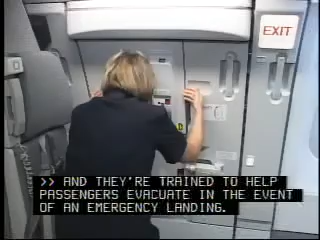 EXIT
>> AND THEY'RE TRAINED TO HELP
PASSENGERS EVACUATE IN THE EVENT
OF AN EMERGENCY LANDING.